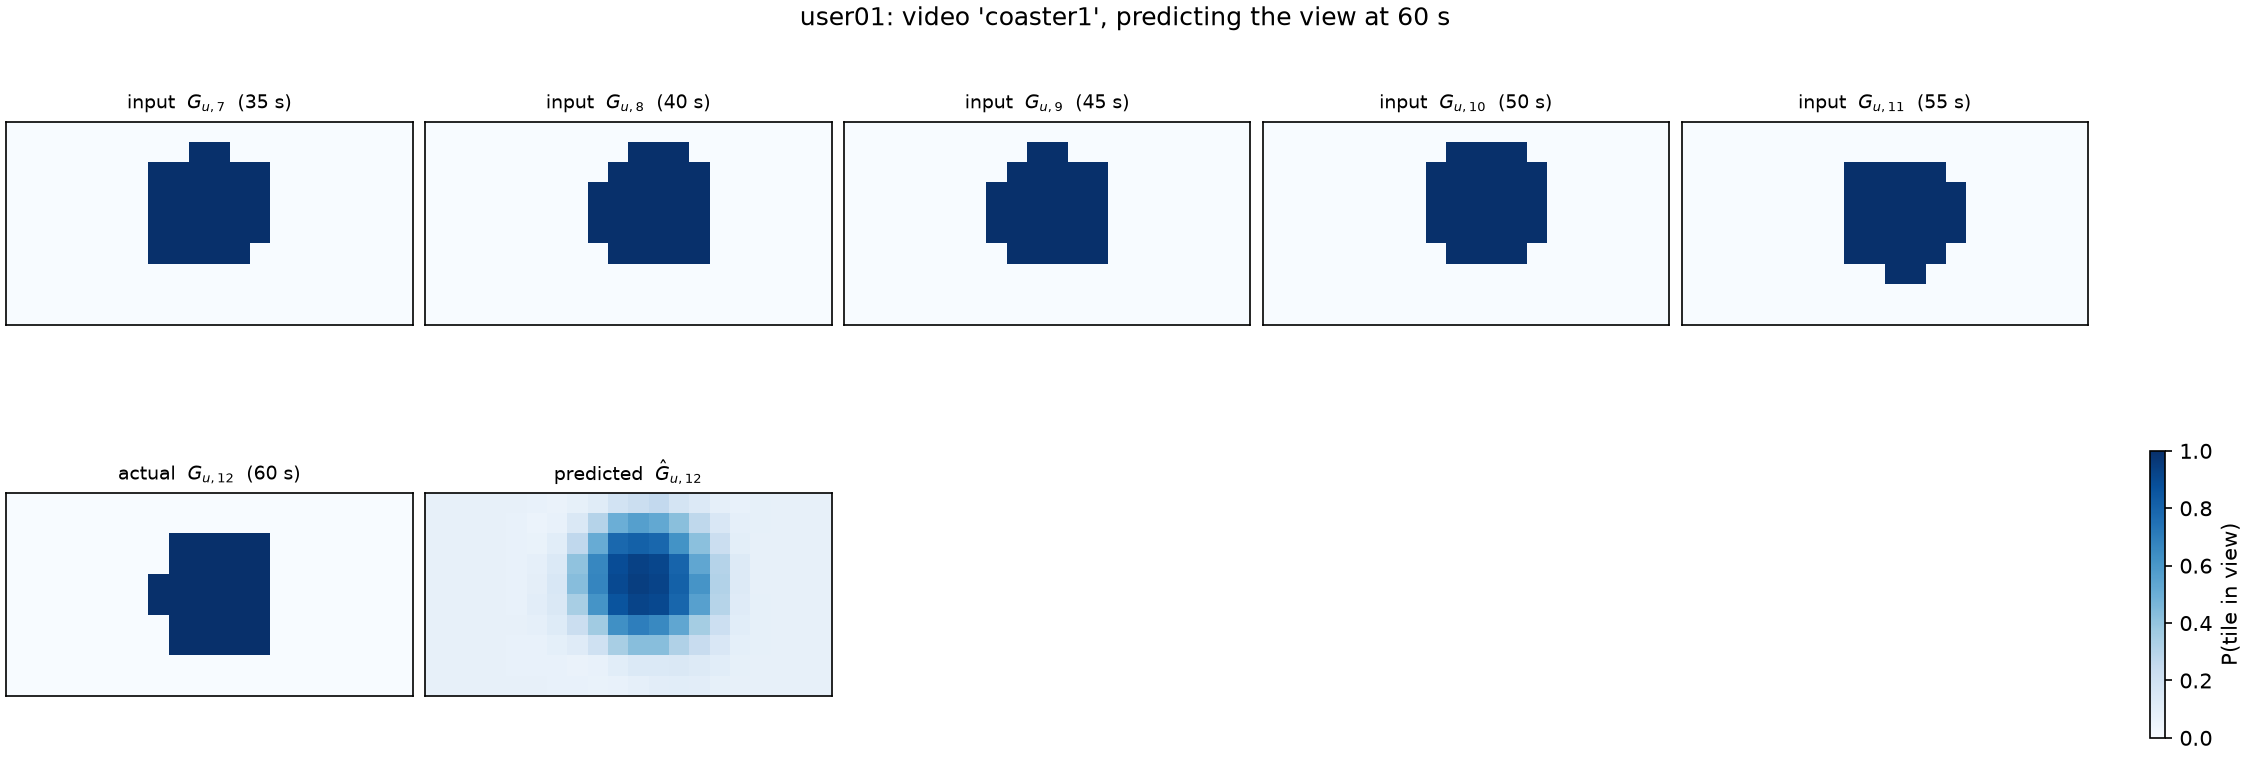 user01: video 'coaster1', predicting the view at 60 s
input G_{u,7} (35 s)
input G_{u,8} (40 s)
input G_{u,9} (45 s)
input G_{u,10} (50 s)
input G_{u,11} (55 s)
actual G_{u,12} (60 s)
predicted Ĝ_{u,12}
1.0
0.8
0.6
0.4
0.2
0.0
P(tile in view)